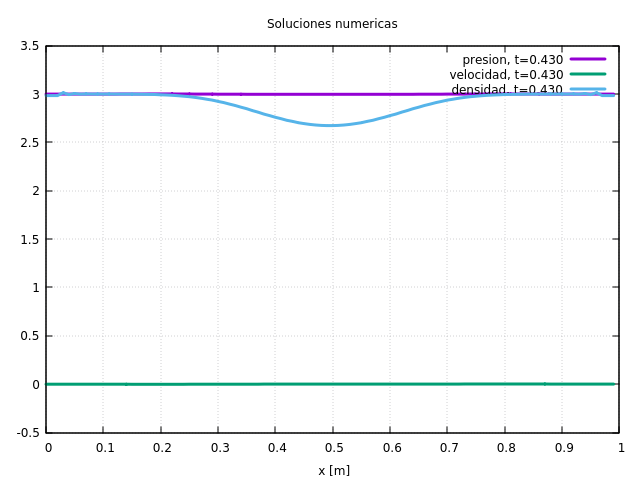 Soluciones numericas
3.5
3
2.5
2
1.5
1
0.5
0
-0.5
presion, t=0.430
velocidad, t=0.430
densidad, t=0.430
0 0.1 0.2 0.3 0.4 0.5 0.6 0.7 0.8 0.9 1
x [m]